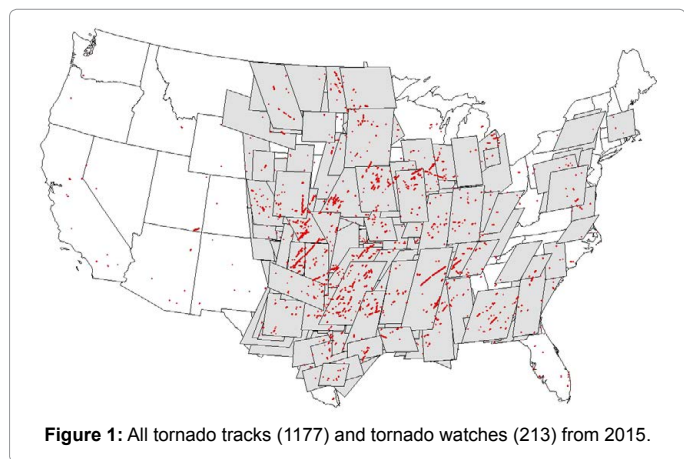 Figure 1: All tornado tracks (1177) and tornado watches (213) from 2015.